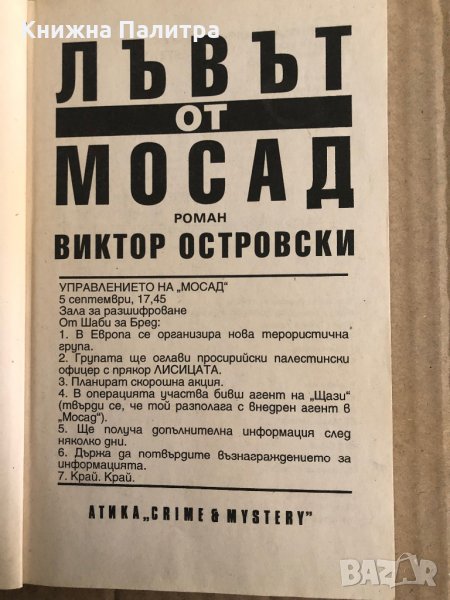 Книжна Палитра
ЛЪВЪТ
ОТ
МОСАД
РОМАН
ВИКТОР ОСТРОВСКИ
УПРАВЛЕНИЕТО НА „МОСАД“
5 септември, 17,45
Зала за разшифроване
От Шаби за Бред:
1. В Европа се организира нова терористична
група.
2. Групата ще оглави просирийски палестински
офицер с прякор ЛИСИЦАТА.
3. Планират скорошна акция.
4. В операцията участва бивш агент на „Щази“
(твърди се, че той разполага с внедрен агент в
„Мосад“).
5. Ще получа допълнителна информация след
няколко дни.
6. Държа да потвърдите възнаграждението за
информацията.
7. Край. Край.
АТИКА „CRIME & MYSTERY"
BAZAR